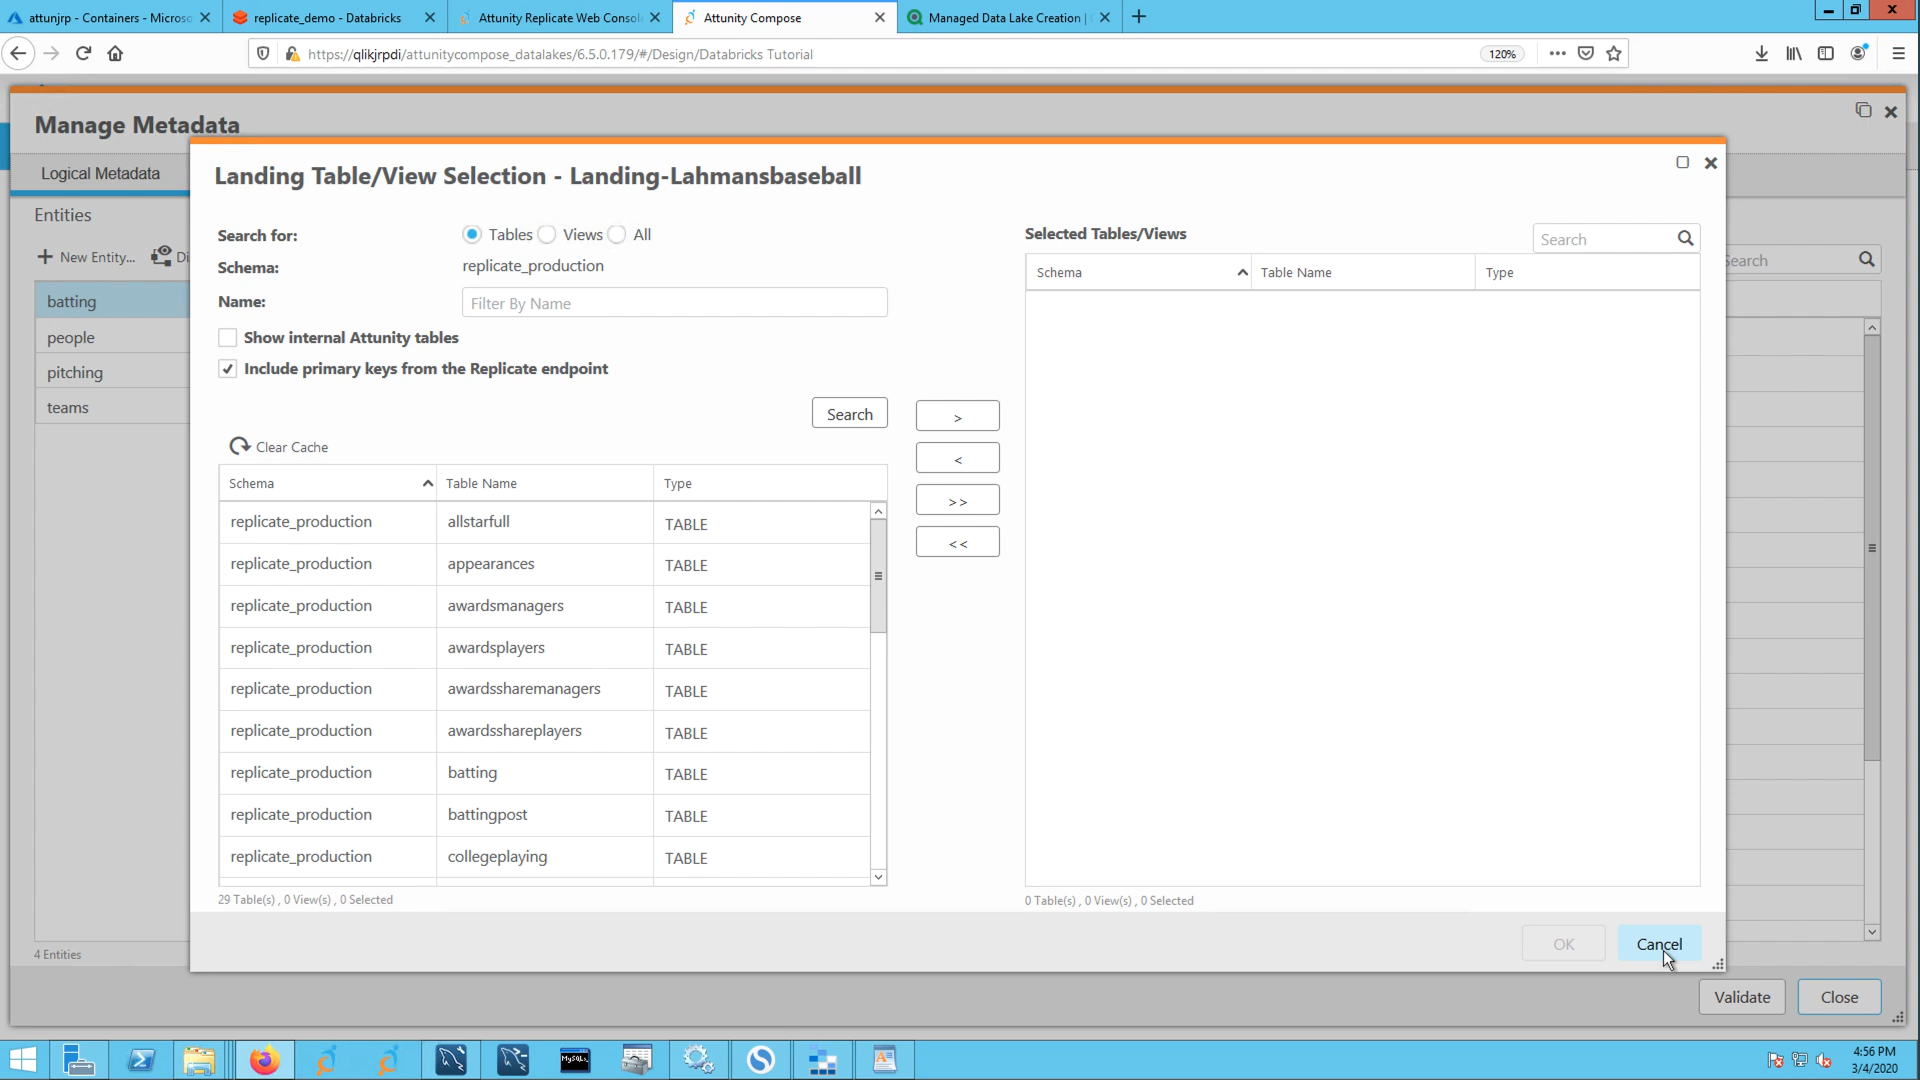 attunjrp - Containers - Microso
replicate_demo - Databricks
Attunity Replicate Web Consol
Attunity Compose
Managed Data Lake Creation |
https://qlikjrpdi/attunitycompose_datalakes/6.5.0.179/#/Design/Databricks Tutorial
120%
Manage Metadata
Logical Metadata
Landing Table/View Selection - Landing-Lahmansbaseball
Entities
New Entity...
Di
batting
people
pitching
teams
4 Entities
Search for:
Tables
Views
All
Schema:
replicate_production
Name:
Filter By Name
Show internal Attunity tables
Include primary keys from the Replicate endpoint
Search
Clear Cache
Schema Table Name Type
replicate_production allstarfull TABLE
replicate_production appearances TABLE
replicate_production awardsmanagers TABLE
replicate_production awardsplayers TABLE
replicate_production awardssharemanagers TABLE
replicate_production awardsshareplayers TABLE
replicate_production batting TABLE
replicate_production battingpost TABLE
replicate_production collegeplaying TABLE
29 Table(s) , 0 View(s) , 0 Selected
>
<
>>
<<
Selected Tables/Views
Search
Schema Table Name Type
0 Table(s) , 0 View(s) , 0 Selected
OK
Cancel
Search
Validate
Close
MySQL
4:56 PM
3/4/2020